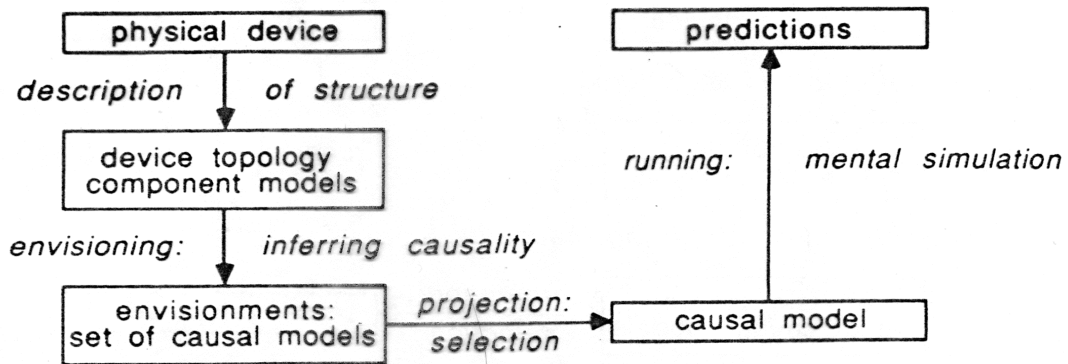 physical device
description of structure
device topology
component models
envisioning: inferring causality
envisionments:
set of causal models
projection:
selection
causal model
running: mental simulation
predictions